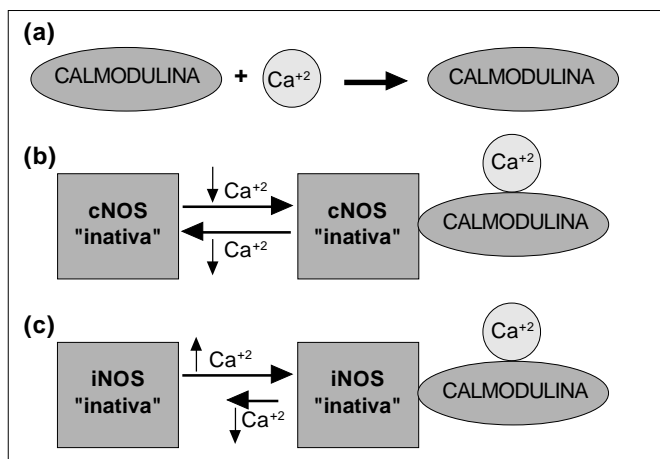 (a)
CALMODULINA + Ca+2 CALMODULINA
(b)
Ca+2
cNOS "inativa" Ca+2 cNOS "inativa" CALMODULINA
Ca+2
(c)
Ca+2
iNOS "inativa" Ca+2 iNOS "inativa" CALMODULINA
Ca+2